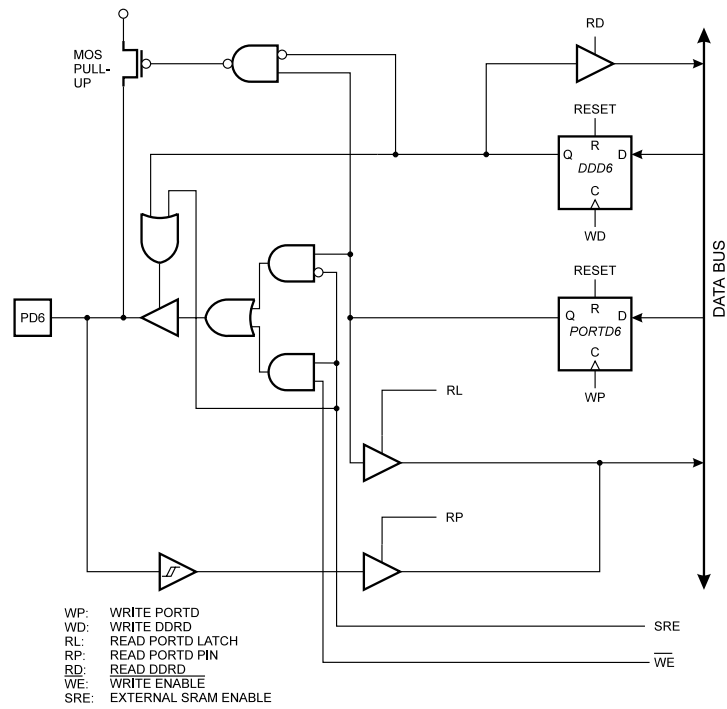 RD
MOS
PULL-
UP
RESET
R
Q
D
DDD6
C
WD
DATA BUS
RESET
PD6
R
Q
D
PORTD6
C
WP
RL
RP
WP: WRITE PORTD
WD: WRITE DDRD
RL: READ PORTD LATCH
RP: READ PORTD PIN
RD: READ DDRD
WE: WRITE ENABLE
SRE: EXTERNAL SRAM ENABLE
SRE
WE